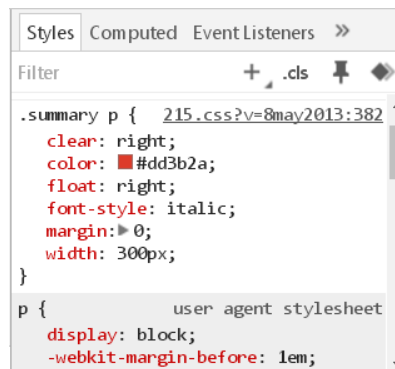 Styles Computed Event Listeners »
Filter + .cls
.summary p { 215.css?v=8may2013:382
clear: right;
color: #dd3b2a;
float: right;
font-style: italic;
margin:▶ 0;
width: 300px;
}
p { user agent stylesheet
display: block;
-webkit-margin-before: 1em;